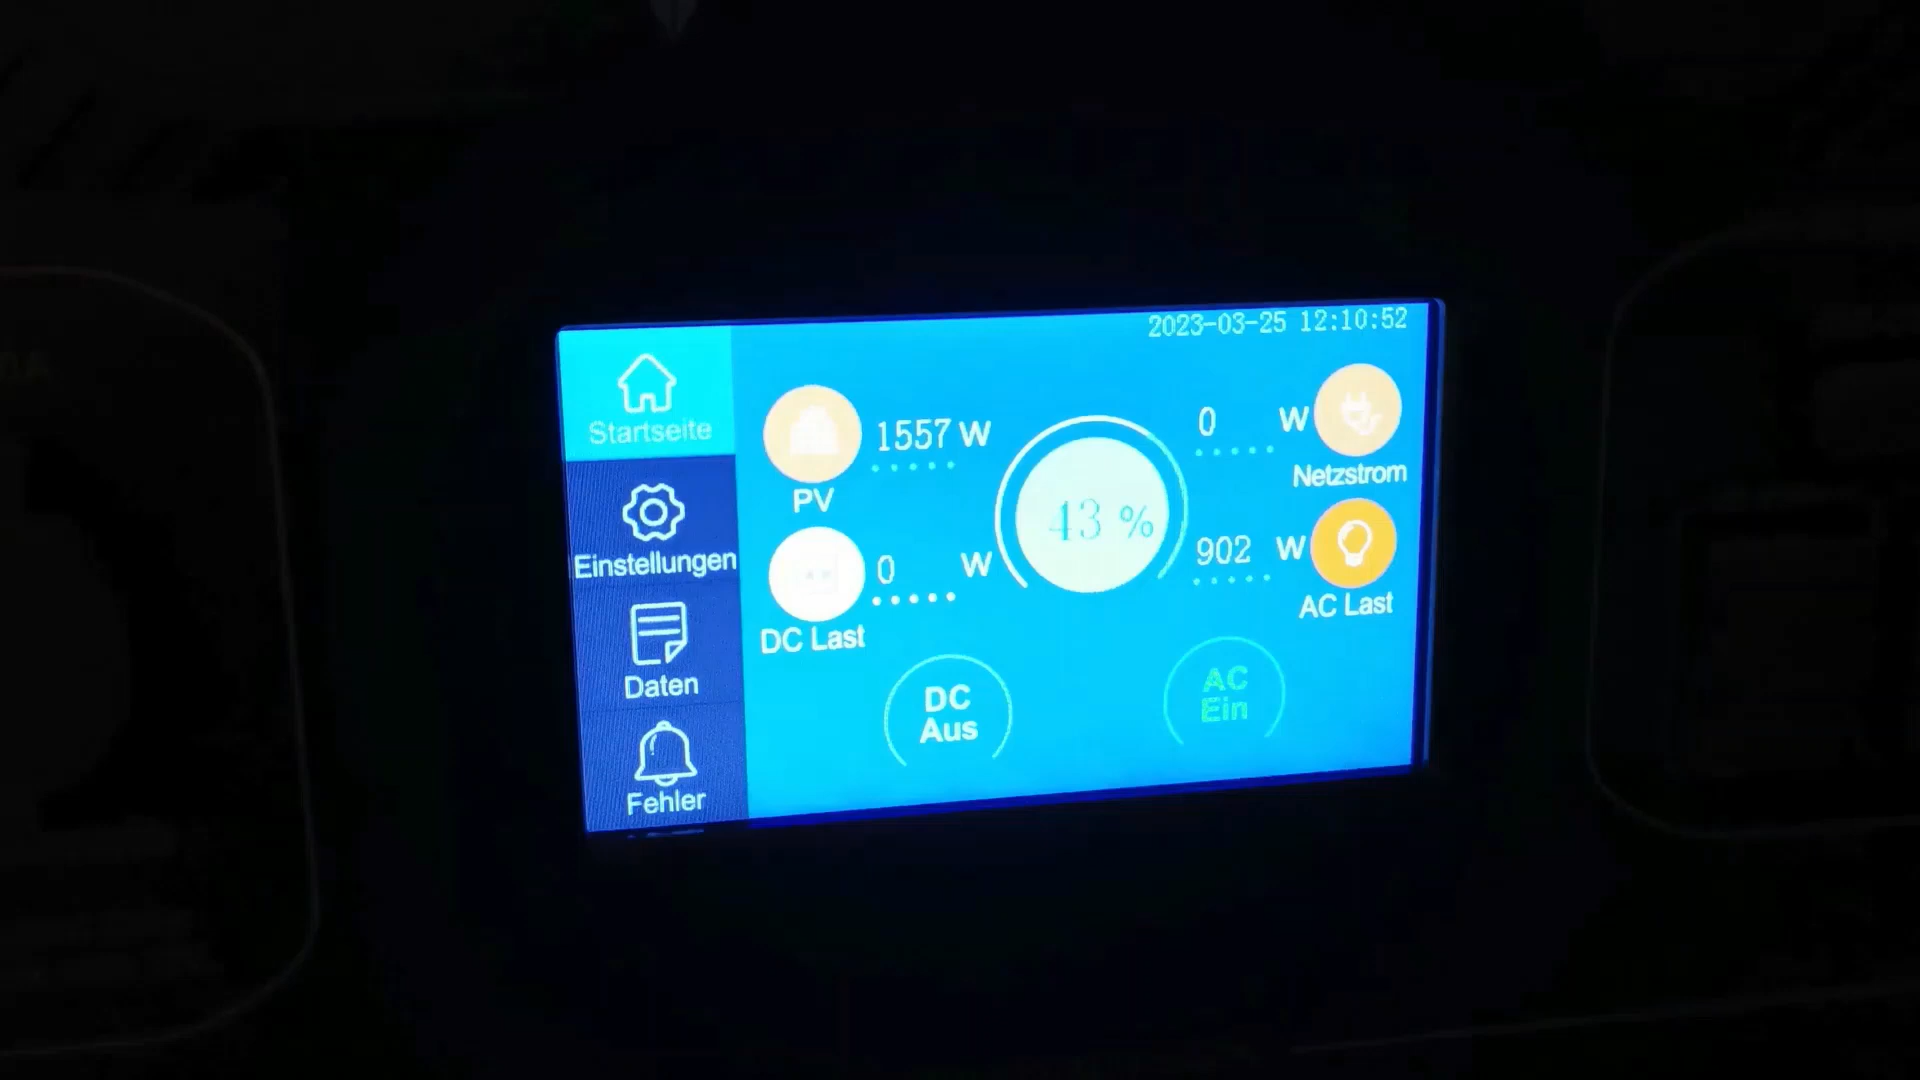 2023-03-25 12:10:52
Startseite
Einstellungen
Daten
Fehler
1557 W
PV
0 W
DC Last
43 %
0 W
Netzstrom
902 W
AC Last
DC
Aus
AC
Ein